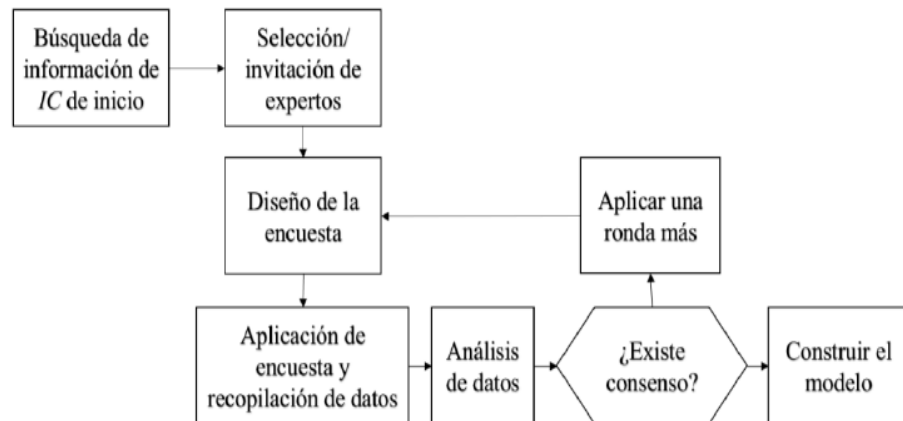 Búsqueda de
información de
IC de inicio
Selección/
invitación de
expertos
Diseño de la
encuesta
Aplicar una
ronda más
Aplicación de
encuesta y
recopilación de datos
Análisis
de datos
¿Existe
consenso?
Construir el
modelo